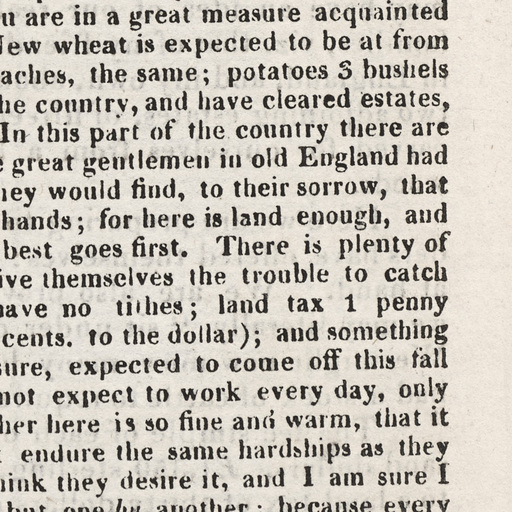 u are in a great measure acquainted
New wheat is expected to be at from
aches, the same; potatoes 3 bushels
he country, and have cleared estates,
In this part of the country there are
e great gentlemen in old England had
hey would find, to their sorrow, that
hands; for here is land enough, and
best goes first. There is plenty of
ive themselves the trouble to catch
have no tithes; land tax 1 penny
cents. to the dollar); and something
sure, expected to come off this fall
not expect to work every day, only
her here is so fine and warm, that it
endure the same hardships as they
hink they desire it, and I am sure I
but one by another; because every